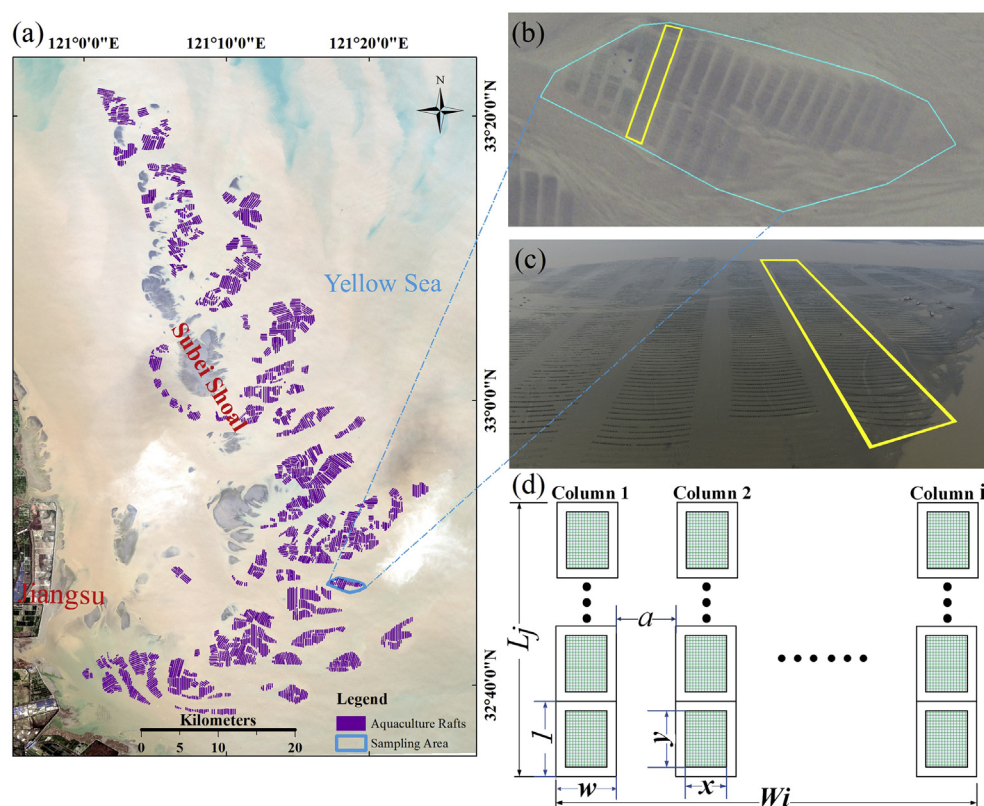 (a)
121°0'0"E
121°10'0"E
121°20'0"E
N
33°20'0"N
33°0'0"N
32°40'0"N
Yellow Sea
Subei Shoal
Jiangsu
Legend
Aquaculture Rafts
Sampling Area
Kilometers
0 5 10 20
(b)
(c)
(d)
Column 1
Column 2
Column i
Lj
a
l
y
w
x
Wi